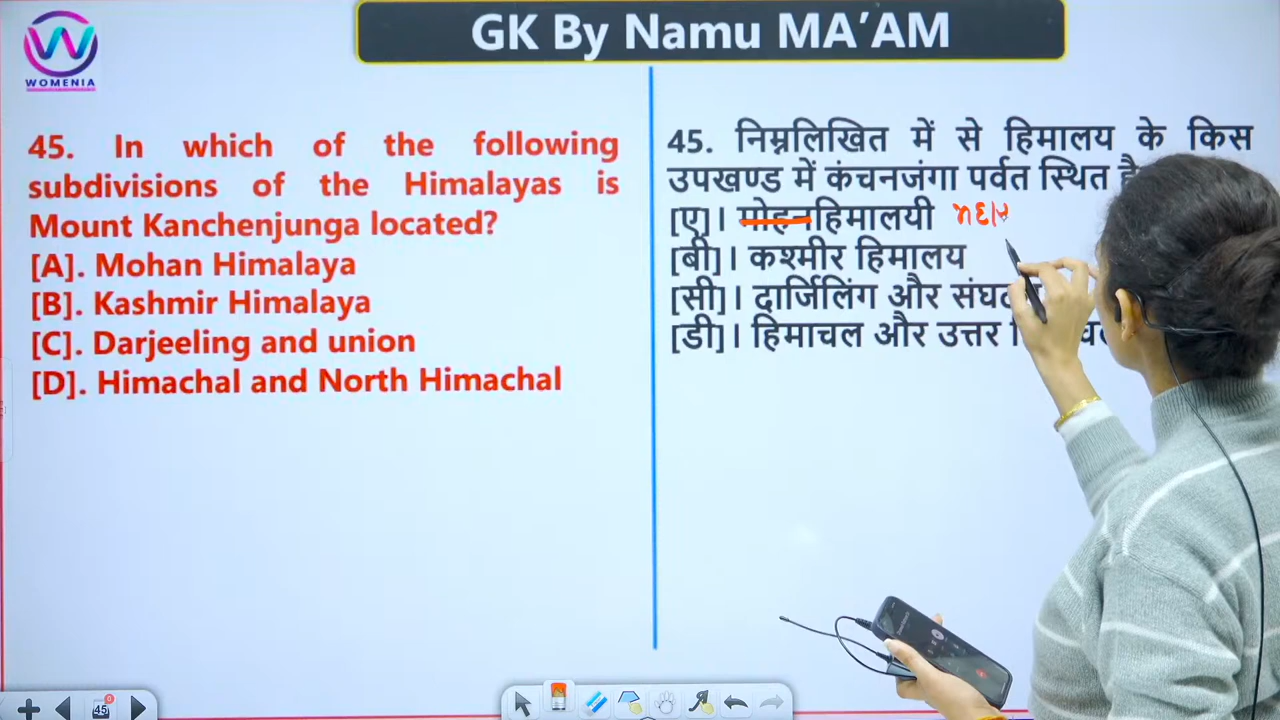 WOMENIA
GK By Namu MA’AM
45. In which of the following
subdivisions of the Himalayas is
Mount Kanchenjunga located?
[A]. Mohan Himalaya
[B]. Kashmir Himalaya
[C]. Darjeeling and union
[D]. Himachal and North Himachal
45. निम्नलिखित में से हिमालय के किस
उपखण्ड में कंचनजंगा पर्वत स्थित
[ए]। मोहनहिमालयी
[बी]। कश्मीर हिमालय
[सी]। दार्जिलिंग और
[डी]। हिमाचल और उत्तर
45